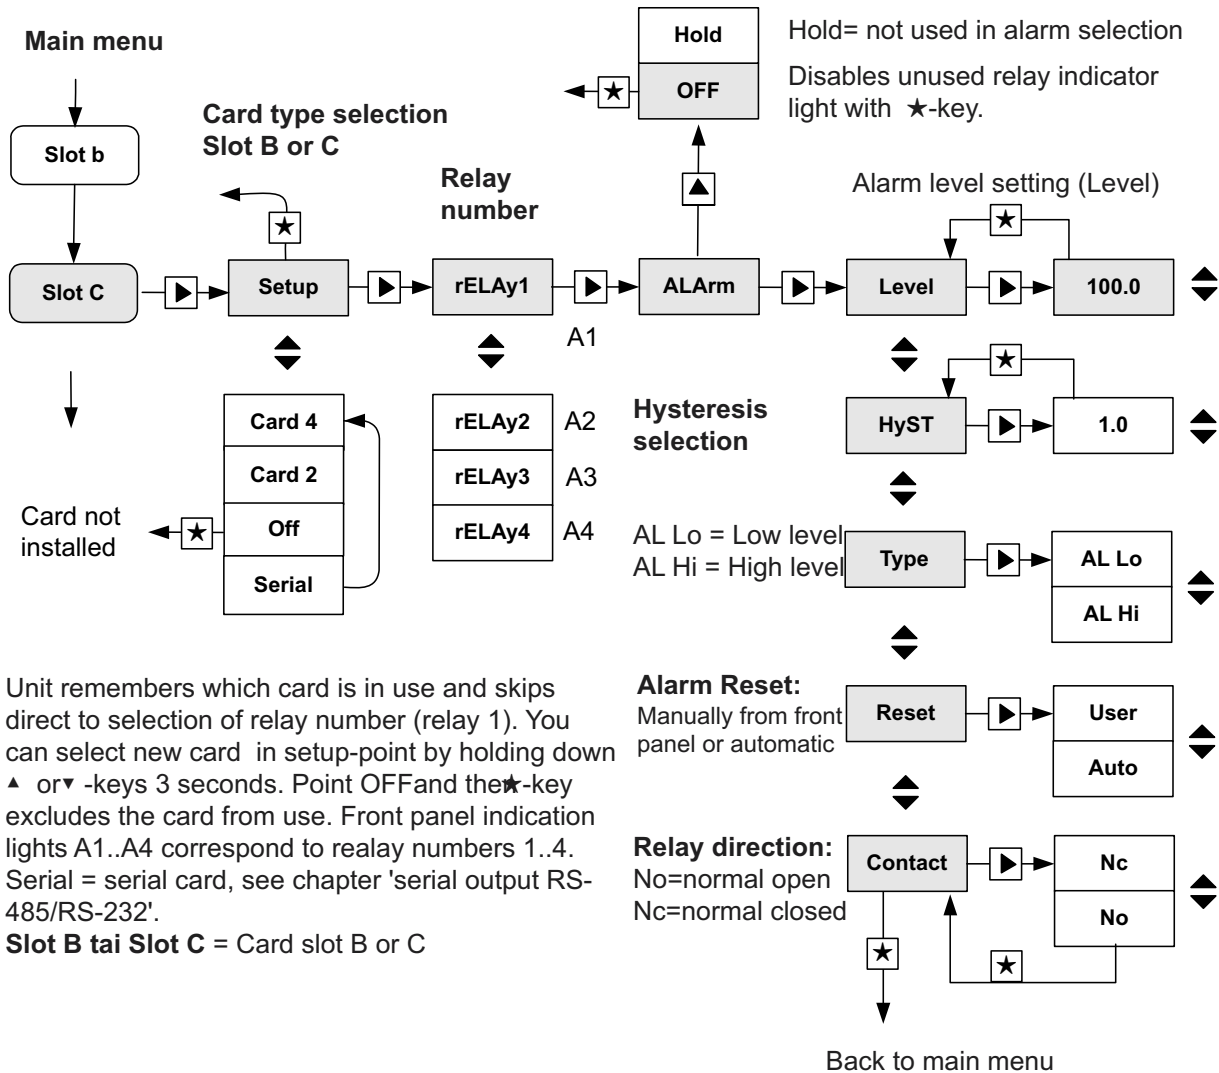 Main menu
Slot b
Slot C
Card type selection
Slot B or C
Setup
Card 4
Card 2
Off
Serial
Card not
installed
Relay
number
rELAy1
A1
rELAy2 A2
rELAy3 A3
rELAy4 A4
Hold
OFF
Hold= not used in alarm selection
Disables unused relay indicator
light with ★-key.
ALArm
Alarm level setting (Level)
Level
100.0
Hysteresis
selection
HyST
1.0
AL Lo = Low level
AL Hi = High level
Type
AL Lo
AL Hi
Alarm Reset:
Manually from front
panel or automatic
Reset
User
Auto
Relay direction:
No=normal open
Nc=normal closed
Contact
Nc
No
Back to main menu
Unit remembers which card is in use and skips
direct to selection of relay number (relay 1). You
can select new card in setup-point by holding down
▲ or▼ -keys 3 seconds. Point OFFand then★-key
excludes the card from use. Front panel indication
lights A1..A4 correspond to realay numbers 1..4.
Serial = serial card, see chapter 'serial output RS-
485/RS-232'.
Slot B tai Slot C = Card slot B or C